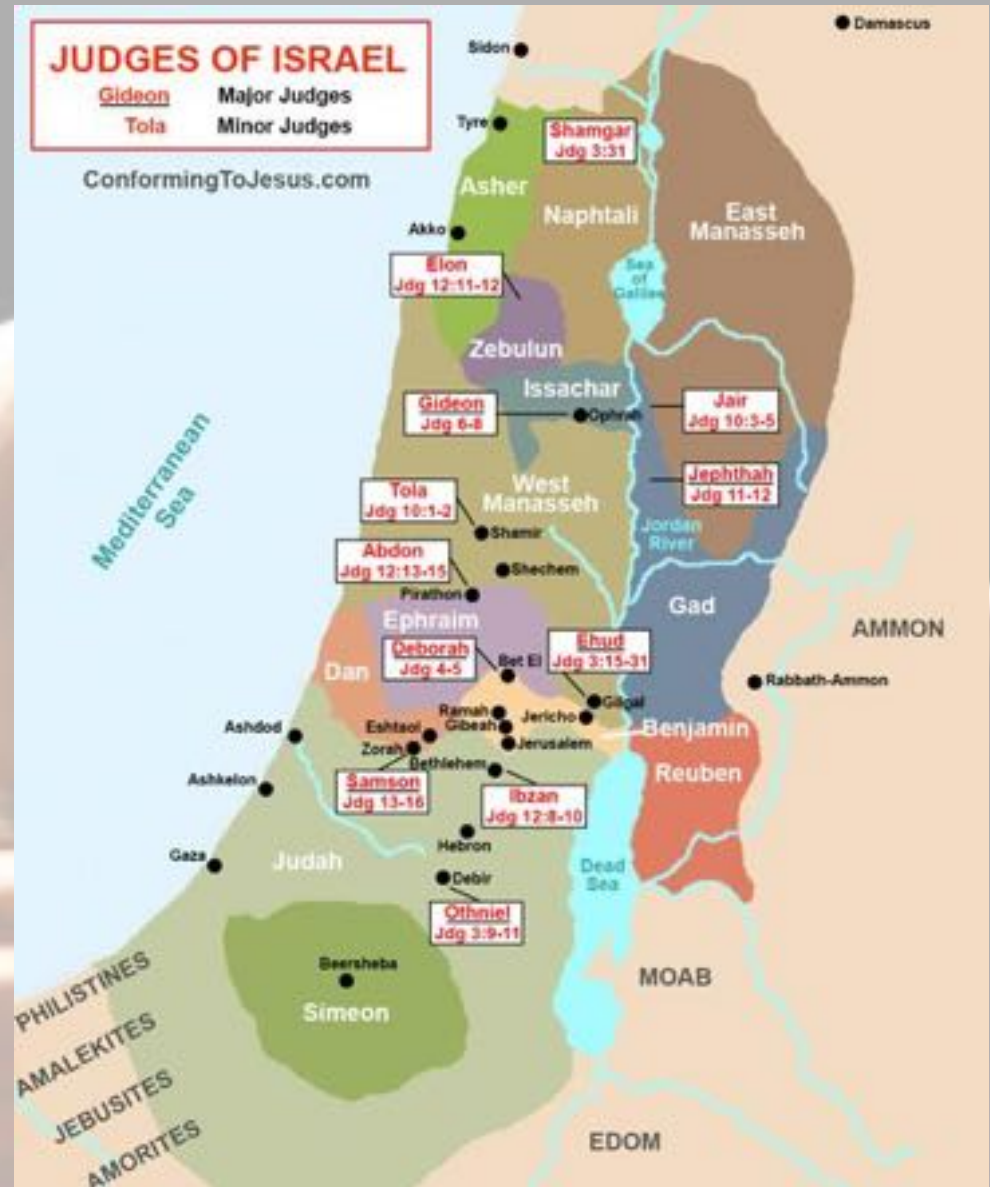 JUDGES OF ISRAEL
Gideon Major Judges
Tola Minor Judges
ConformingToJesus.com
Damascus
Sidon
Tyre
Shamgar
Jdg 3:31
Asher
Naphtali
East
Manasseh
Akko
Elon
Jdg 12:11-12
Sea
of
Galilee
Zebulun
Issachar
Gideon
Jdg 6-8
Ophrah
Jair
Jdg 10:3-5
Mediterranean
Sea
West
Manasseh
Jephthah
Jdg 11-12
Tola
Jdg 10:1-2
Shamir
Jordan
River
Abdon
Jdg 12:13-15
Shechem
Pirathon
Gad
Ephraim
AMMON
Deborah
Jdg 4-5
Ehud
Jdg 3:15-31
Bet El
Dan
Rabbath-Ammon
Gilgal
Ramah
Jericho
Gibeah
Benjamin
Ashdod
Eshtaol
Zorah
Jerusalem
Bethlehem
Reuben
Ashkelon
Samson
Jdg 13-16
Ibzan
Jdg 12:8-10
Hebron
Gaza
Judah
Debir
Dead
Sea
Othniel
Jdg 3:9-11
Beersheba
Simeon
MOAB
PHILISTINES
AMALEKITES
JEBUSITES
AMORITES
EDOM